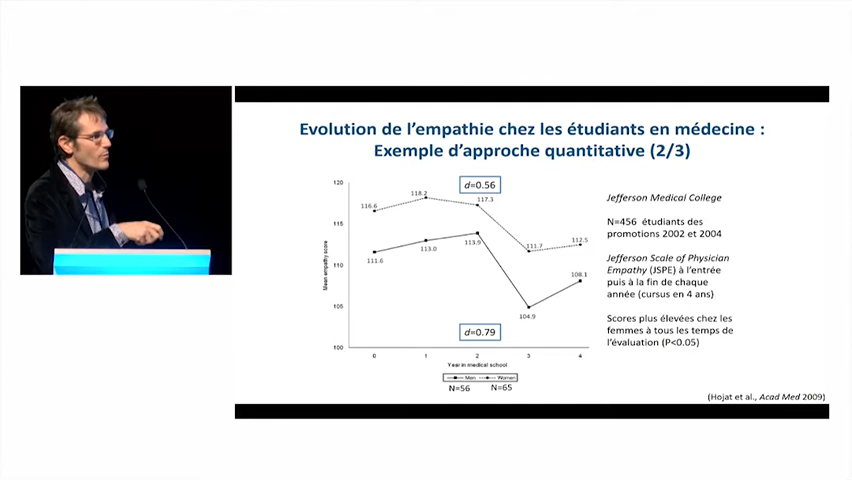 Evolution de l'empathie chez les étudiants en médecine :
Exemple d'approche quantitative (2/3)
120
115
110
105
100
Mean empathy score
d=0.56
116.6
118.2
117.3
111.7
112.5
111.6
113.0
113.9
104.9
108.1
d=0.79
0
1
2
3
4
Year in medical school
Men
Women
N=56
N=65
Jefferson Medical College
N=456 étudiants des
promotions 2002 et 2004
Jefferson Scale of Physician
Empathy (JSPE) à l'entrée
puis à la fin de chaque
année (cursus en 4 ans)
Scores plus élevées chez les
femmes à tous les temps de
l'évaluation (P<0.05)
(Hojat et al., Acad Med 2009)